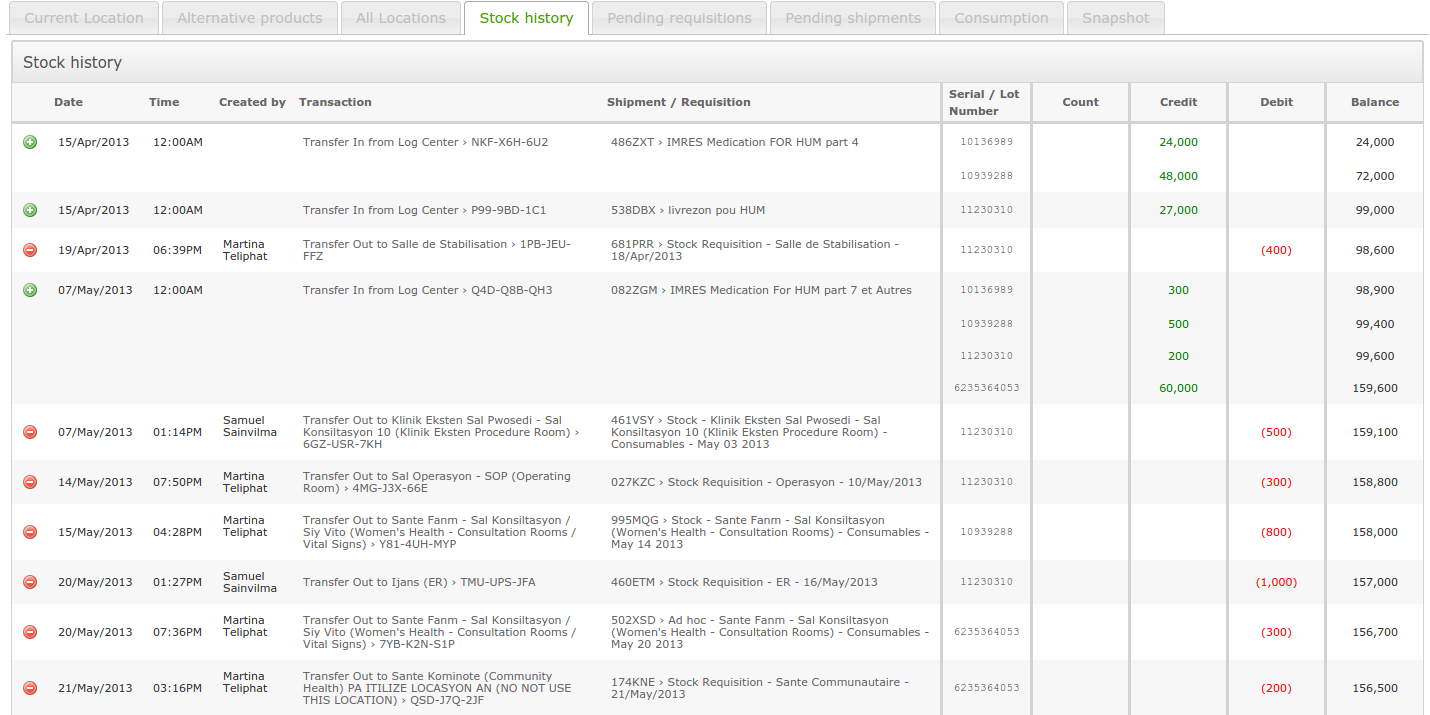 Current Location Alternative products All Locations Stock history Pending requisitions Pending shipments Consumption Snapshot
Stock history
Date Time Created by Transaction Shipment / Requisition Serial / Lot Number Count Credit Debit Balance
15/Apr/2013 12:00AM Transfer In from Log Center › NKF-X6H-6U2 486ZXT › IMRES Medication FOR HUM part 4 10136989 24,000 24,000
10939288 48,000 72,000
15/Apr/2013 12:00AM Transfer In from Log Center › P99-9BD-1C1 538DBX › livrezon pou HUM 11230310 27,000 99,000
19/Apr/2013 06:39PM Martina Teliphat Transfer Out to Salle de Stabilisation › 1PB-JEU-FFZ 681PRR › Stock Requisition - Salle de Stabilisation - 18/Apr/2013 11230310 (400) 98,600
07/May/2013 12:00AM Transfer In from Log Center › Q4D-Q8B-QH3 082ZGM › IMRES Medication For HUM part 7 et Autres 10136989 300 98,900
10939288 500 99,400
11230310 200 99,600
6235364053 60,000 159,600
07/May/2013 01:14PM Samuel Sainvilma Transfer Out to Klinik Eksten Sal Pwosedi - Sal Konsiltasyon 10 (Klinik Eksten Procedure Room) › 6GZ-USR-7KH 461VSY › Stock - Klinik Eksten Sal Pwosedi - Sal Konsiltasyon 10 (Klinik Eksten Procedure Room) - Consumables - May 03 2013 11230310 (500) 159,100
14/May/2013 07:50PM Martina Teliphat Transfer Out to Sal Operasyon - SOP (Operating Room) › 4MG-J3X-66E 027KZC › Stock Requisition - Operasyon - 10/May/2013 11230310 (300) 158,800
15/May/2013 04:28PM Martina Teliphat Transfer Out to Sante Fanm - Sal Konsiltasyon / Siy Vito (Women's Health - Consultation Rooms / Vital Signs) › Y81-4UH-MYP 995MQG › Stock - Sante Fanm - Sal Konsiltasyon (Women's Health - Consultation Rooms) - Consumables - May 14 2013 10939288 (800) 158,000
20/May/2013 01:27PM Samuel Sainvilma Transfer Out to Ijans (ER) › TMU-UPS-JFA 460ETM › Stock Requisition - ER - 16/May/2013 11230310 (1,000) 157,000
20/May/2013 07:36PM Martina Teliphat Transfer Out to Sante Fanm - Sal Konsiltasyon / Siy Vito (Women's Health - Consultation Rooms / Vital Signs) › 7YB-K2N-S1P 502XSD › Ad hoc - Sante Fanm - Sal Konsiltasyon (Women's Health - Consultation Rooms) - Consumables - May 20 2013 6235364053 (300) 156,700
21/May/2013 03:16PM Martina Teliphat Transfer Out to Sante Kominote (Community Health) PA ITILIZE LOCASYON AN (NO NOT USE THIS LOCATION) › QSD-J7Q-2JF 174KNE › Stock Requisition - Sante Communautaire - 21/May/2013 6235364053 (200) 156,500